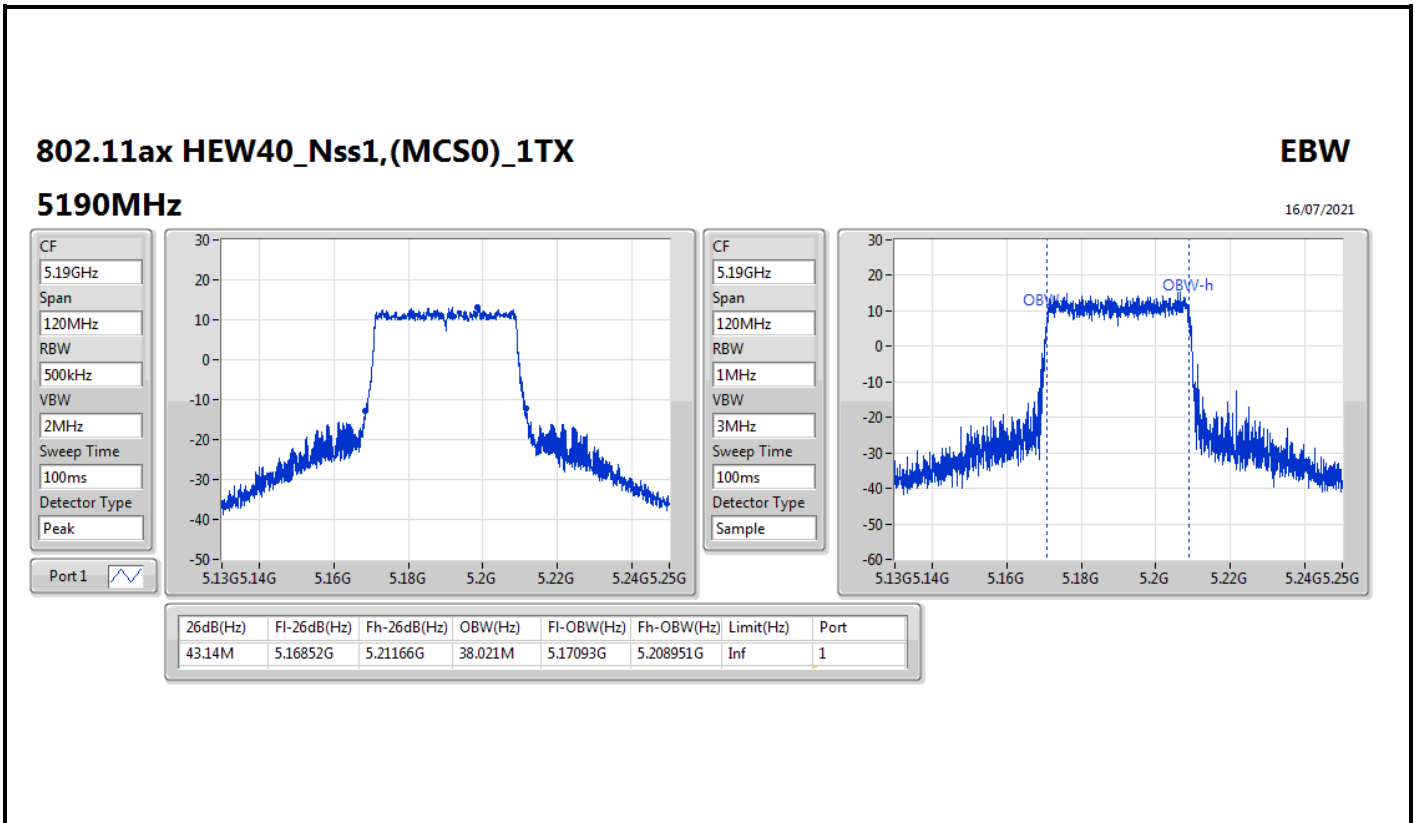 802.11ax HEW40_Nss1,(MCS0)_1TX
EBW
5190MHz
16/07/2021
CF
5.19GHz
Span
120MHz
RBW
500kHz
VBW
2MHz
Sweep Time
100ms
Detector Type
Peak
Port 1
30
20
10
0
-10
-20
-30
-40
-50
5.13G5.14G 5.16G 5.18G 5.2G 5.22G 5.24G5.25G
CF
5.19GHz
Span
120MHz
RBW
1MHz
VBW
3MHz
Sweep Time
100ms
Detector Type
Sample
30
20
10
0
-10
-20
-30
-40
-50
-60
OBW-h
5.13G5.14G 5.16G 5.18G 5.2G 5.22G 5.24G5.25G
26dB(Hz) Fl-26dB(Hz) Fh-26dB(Hz) OBW(Hz) Fl-OBW(Hz) Fh-OBW(Hz) Limit(Hz) Port
43.14M 5.16852G 5.21166G 38.021M 5.17093G 5.208951G Inf 1